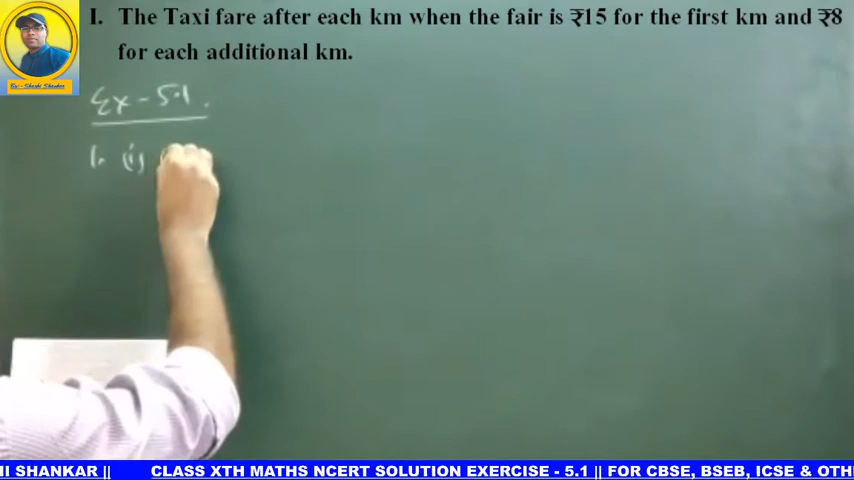 I. The Taxi fare after each km when the fair is ₹15 for the first km and ₹8
for each additional km.
By:- Shashi Shankar
Ex - 5.1.
1. (i)
HI SHANKAR || CLASS XTH MATHS NCERT SOLUTION EXERCISE - 5.1 || FOR CBSE, BSEB, ICSE & OTH